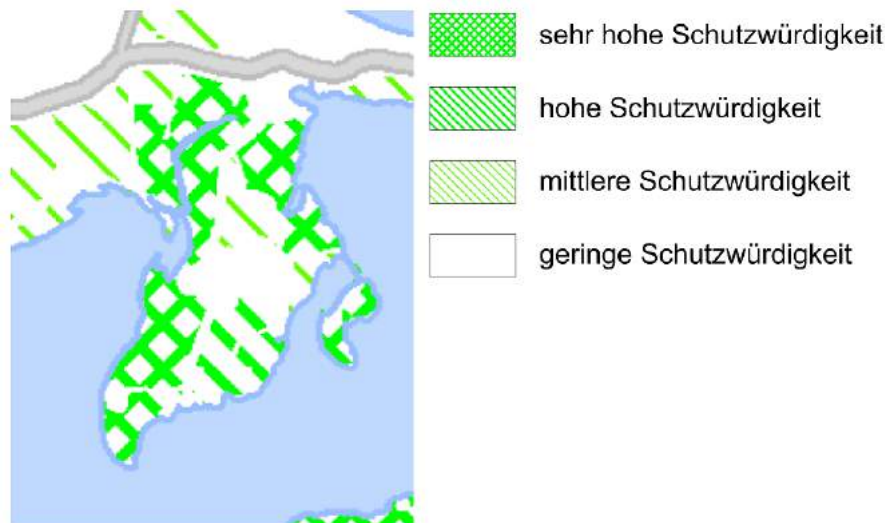 sehr hohe Schutzwürdigkeit
hohe Schutzwürdigkeit
mittlere Schutzwürdigkeit
geringe Schutzwürdigkeit